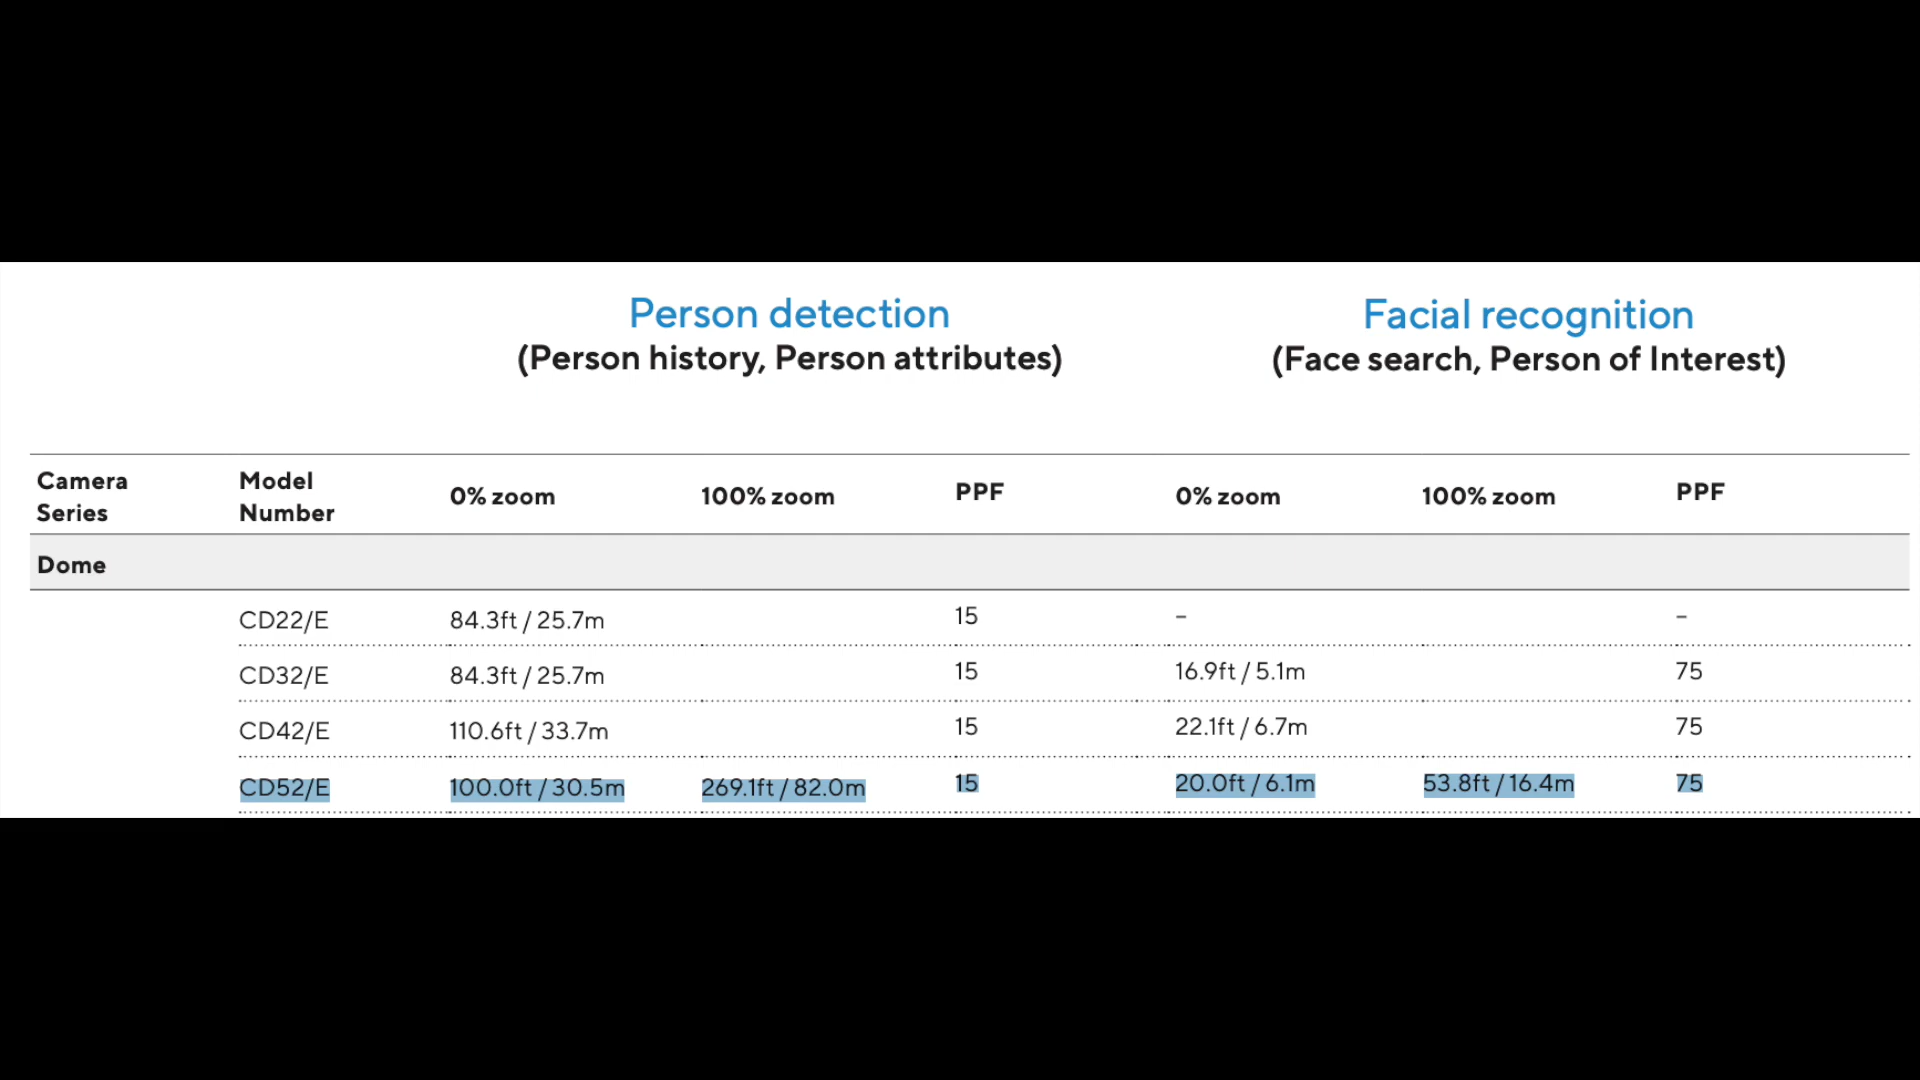 Person detection
(Person history, Person attributes)
Facial recognition
(Face search, Person of Interest)
Camera Series Model Number 0% zoom 100% zoom PPF 0% zoom 100% zoom PPF
Dome
CD22/E 84.3ft / 25.7m 15 – –
CD32/E 84.3ft / 25.7m 15 16.9ft / 5.1m 75
CD42/E 110.6ft / 33.7m 15 22.1ft / 6.7m 75
CD52/E 100.0ft / 30.5m 269.1ft / 82.0m 15 20.0ft / 6.1m 53.8ft / 16.4m 75